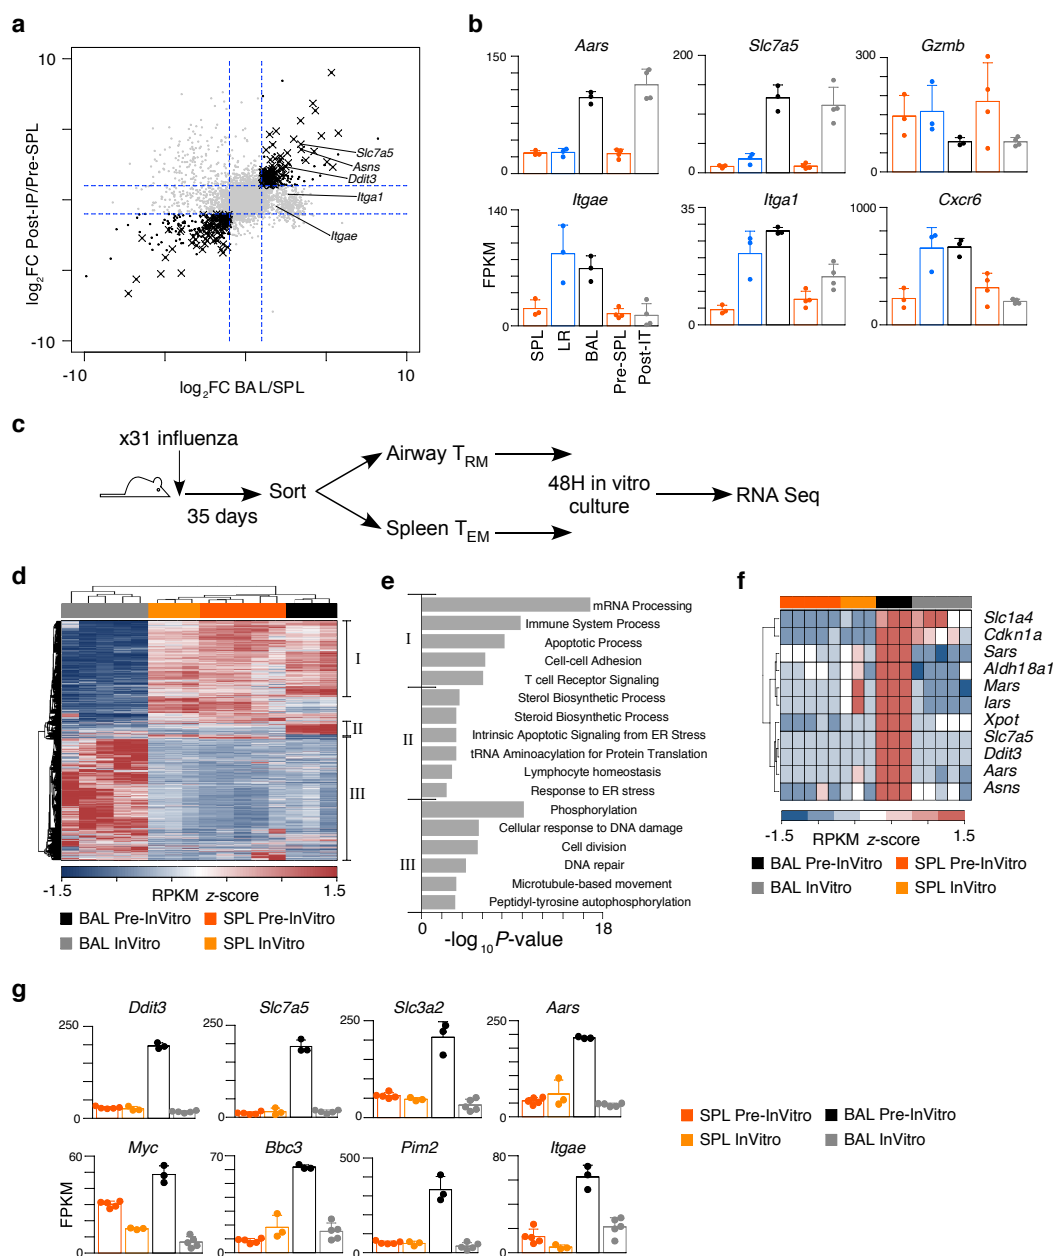 a
10
-10
-10
10
log2FC Post-IP/Pre-SPL
log2FC BAL/SPL
Slc7a5
Asns
Ddit3
Itga1
Itgae
b
Aars
Slc7a5
Gzmb
150
0
200
0
300
0
Itgae
Itga1
Cxcr6
140
0
35
0
1000
0
FPKM
SPL
LR
BAL
Pre-SPL
Post-IT
c
x31 influenza
35 days
Sort
Airway TRM
Spleen TEM
48H in vitro
culture
RNA Seq
d
I
II
III
-1.5
RPKM z-score
1.5
BAL Pre-InVitro
SPL Pre-InVitro
BAL InVitro
SPL InVitro
e
I
II
III
mRNA Processing
Immune System Process
Apoptotic Process
Cell-cell Adhesion
T cell Receptor Signaling
Sterol Biosynthetic Process
Steroid Biosynthetic Process
Intrinsic Apoptotic Signaling from ER Stress
tRNA Aminoacylation for Protein Translation
Lymphocyte homeostasis
Response to ER stress
Phosphorylation
Cellular response to DNA damage
Cell division
DNA repair
Microtubule-based movement
Peptidyl-tyrosine autophosphorylation
0
18
-log10P-value
f
Slc1a4
Cdkn1a
Sars
Aldh18a1
Mars
Iars
Xpot
Slc7a5
Ddit3
Aars
Asns
-1.5
RPKM z-score
1.5
BAL Pre-InVitro
SPL Pre-InVitro
BAL InVitro
SPL InVitro
g
Ddit3
Slc7a5
Slc3a2
Aars
250
0
250
0
250
0
250
0
Myc
Bbc3
Pim2
Itgae
60
0
70
0
500
0
80
0
FPKM
SPL Pre-InVitro
BAL Pre-InVitro
SPL InVitro
BAL InVitro